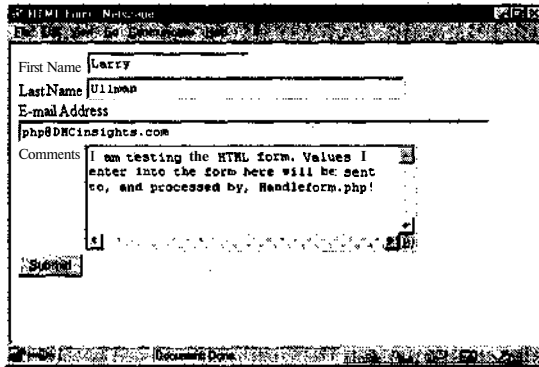 HTML Form - Netscape
First Name Larry
Last Name Ullman
E-mail Address
php@DMCinsights.com
Comments I am testing the HTML form. Values I
enter into the form here will be sent
to, and processed by, Handleform.php!
Submit
Document: Done